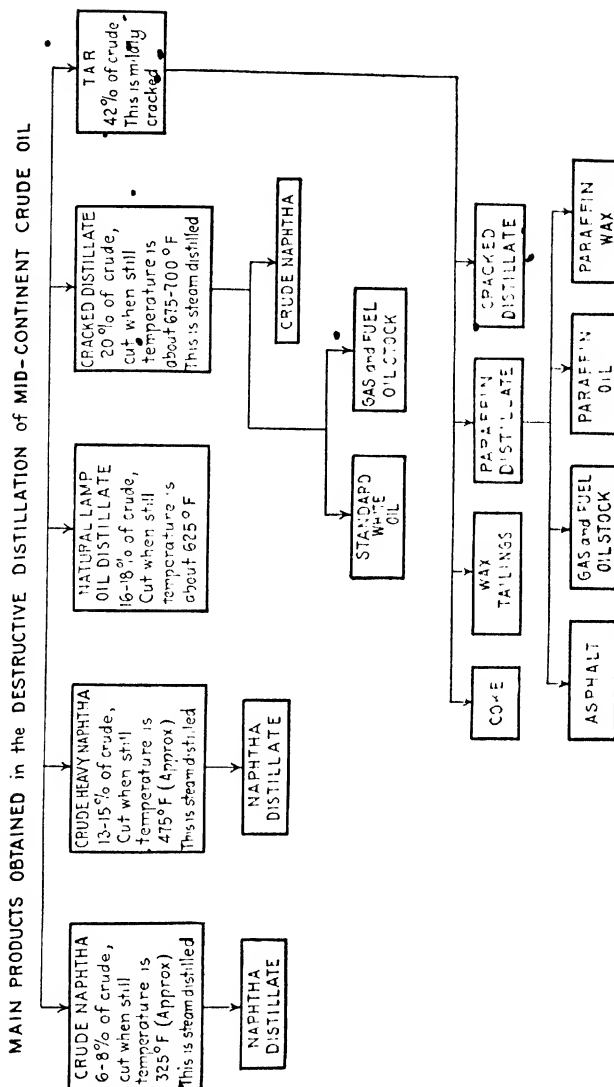 MAIN PRODUCTS OBTAINED in the DESTRUCTIVE DISTILLATION of MID-CONTINENT CRUDE OIL
CRUDE NAPHTHA
6-8% of crude,
cut when still
temperature is
325°F (Approx)
This is steam distilled
NAPHTHA
DISTILLATE
CRUDE HEAVY NAPHTHA
13-15% of crude,
Cut when still
temperature is
475°F (Approx)
This is steam distilled
NAPHTHA
DISTILLATE
NATURAL LAMP
OIL DISTILLATE
16-18% of crude,
Cut when still
temperature is
about 625°F
CRACKED DISTILLATE
20% of crude,
cut when still
temperature is
about 675-700°F
This is steam distilled
STANDARD
WHITE
OIL
GAS and FUEL
OIL STOCK
CRUDE NAPHTHA
TAR
42% of crude
This is mildly
cracked
COKE
WAX
TAILINGS
PARAFFIN
DISTILLATE
CRACKED
DISTILLATE
ASPHALT
GAS and FUEL
OIL STOCK
PARAFFIN
OIL
PARAFFIN
WAX